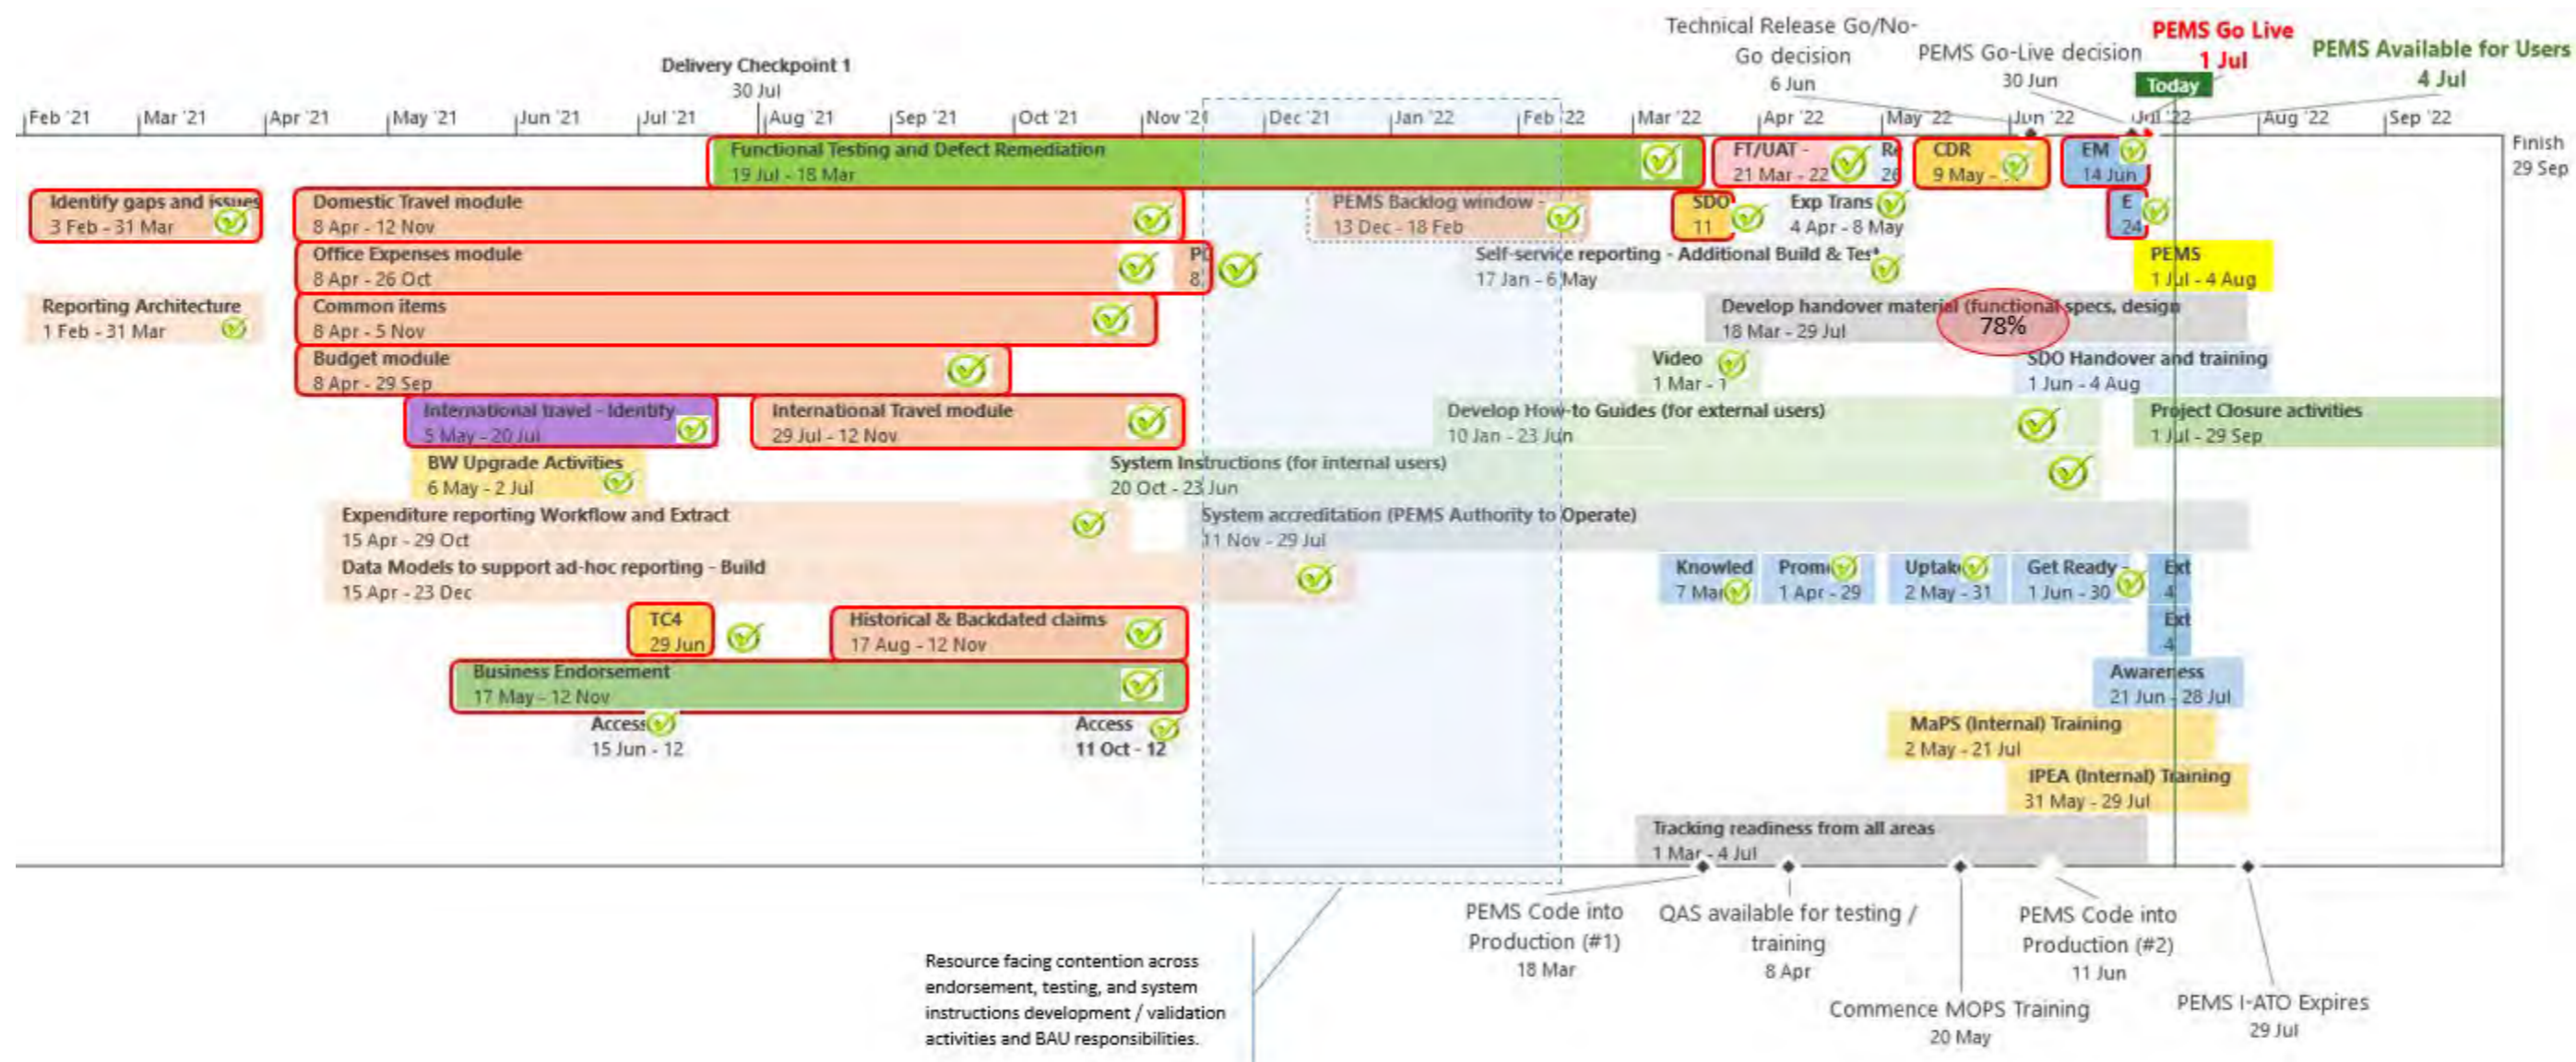 Technical Release Go/No-
Go decision
6 Jun
PEMS Go-Live decision
30 Jun
PEMS Go Live
1 Jul
PEMS Available for Users
4 Jul
Today
Delivery Checkpoint 1
30 Jul
Feb '21
Mar '21
Apr '21
May '21
Jun '21
Jul '21
Aug '21
Sep '21
Oct '21
Nov '21
Dec '21
Jan '22
Feb '22
Mar '22
Apr '22
May '22
Jun '22
Jul '22
Aug '22
Sep '22
Finish
29 Sep
Functional Testing and Defect Remediation
19 Jul - 18 Mar
FT/UAT -
21 Mar - 22
Re
26
CDR
9 May -
EM
14 Jun
Identify gaps and issues
3 Feb - 31 Mar
Domestic Travel module
8 Apr - 12 Nov
PEMS Backlog window -
13 Dec - 18 Feb
SDO
11
Exp Trans
4 Apr - 8 May
E
24
Office Expenses module
8 Apr - 26 Oct
8
Self-service reporting - Additional Build & Test
17 Jan - 6 May
PEMS
1 Jul - 4 Aug
Reporting Architecture
1 Feb - 31 Mar
Common items
8 Apr - 5 Nov
Develop handover material (functional specs, design
18 Mar - 29 Jul
78%
Budget module
8 Apr - 29 Sep
Video
1 Mar - 1
SDO Handover and training
1 Jun - 4 Aug
International travel - Identify
5 May - 20 Jul
International Travel module
29 Jul - 12 Nov
Develop How-to Guides (for external users)
10 Jan - 23 Jun
Project Closure activities
1 Jul - 29 Sep
BW Upgrade Activities
6 May - 2 Jul
System Instructions (for internal users)
20 Oct - 23 Jun
Expenditure reporting Workflow and Extract
15 Apr - 29 Oct
System accreditation (PEMS Authority to Operate)
11 Nov - 29 Jul
Data Models to support ad-hoc reporting - Build
15 Apr - 23 Dec
Knowled
7 Mar
Prom
1 Apr - 29
Uptak
2 May - 31
Get Ready -
1 Jun - 30
Ext
4
TC4
29 Jun
Historical & Backdated claims
17 Aug - 12 Nov
Ext
4
Business Endorsement
17 May - 12 Nov
Awareness
21 Jun - 28 Jul
Access
15 Jun - 12
Access
11 Oct - 12
MaPS (Internal) Training
2 May - 21 Jul
IPEA (Internal) Training
31 May - 29 Jul
Tracking readiness from all areas
1 Mar - 4 Jul
PEMS Code into
Production (#1)
18 Mar
QAS available for testing /
training
8 Apr
Commence MOPS Training
20 May
PEMS Code into
Production (#2)
11 Jun
PEMS I-ATO Expires
29 Jul
Resource facing contention across
endorsement, testing, and system
instructions development / validation
activities and BAU responsibilities.